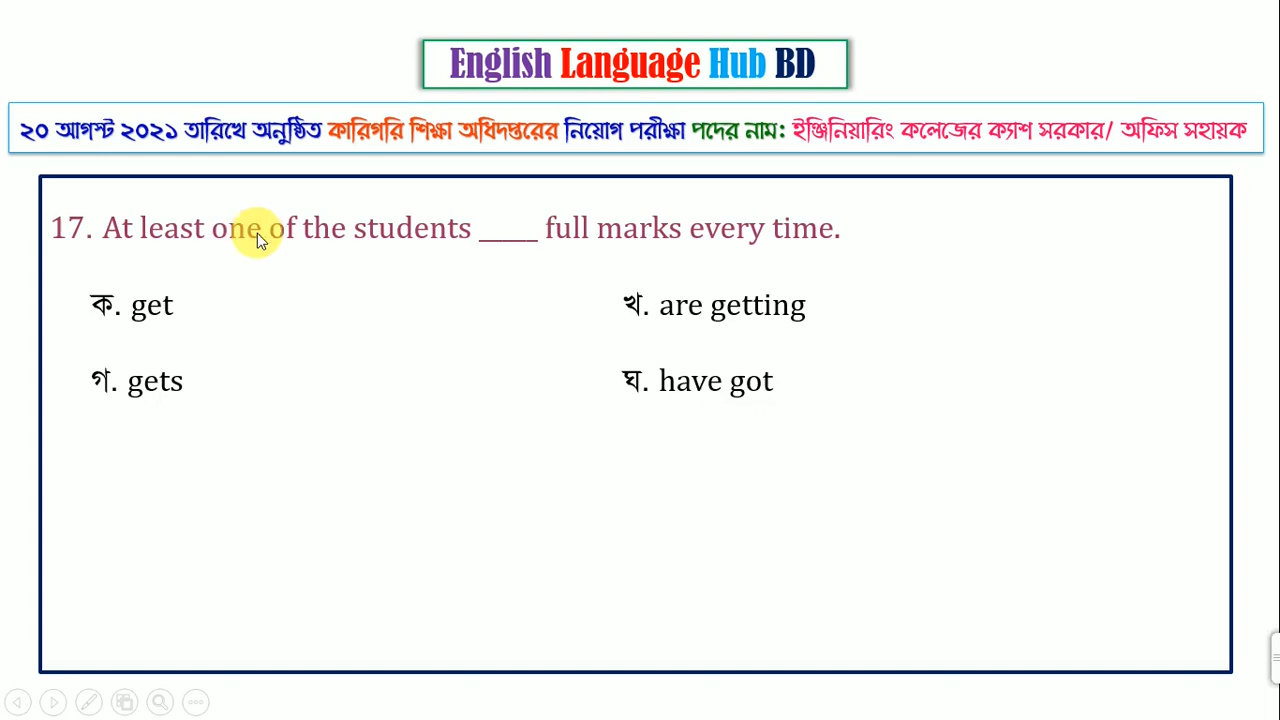 English Language Hub BD
২০ আগস্ট ২০২১ তারিখে অনুষ্ঠিত কারিগরি শিক্ষা অধিদপ্তরের নিয়োগ পরীক্ষা পদের নাম: ইঞ্জিনিয়ারিং কলেজের ক্যাশ সরকার/ অফিস সহায়ক
17. At least one of the students _____ full marks every time.
ক. get খ. are getting
গ. gets ঘ. have got